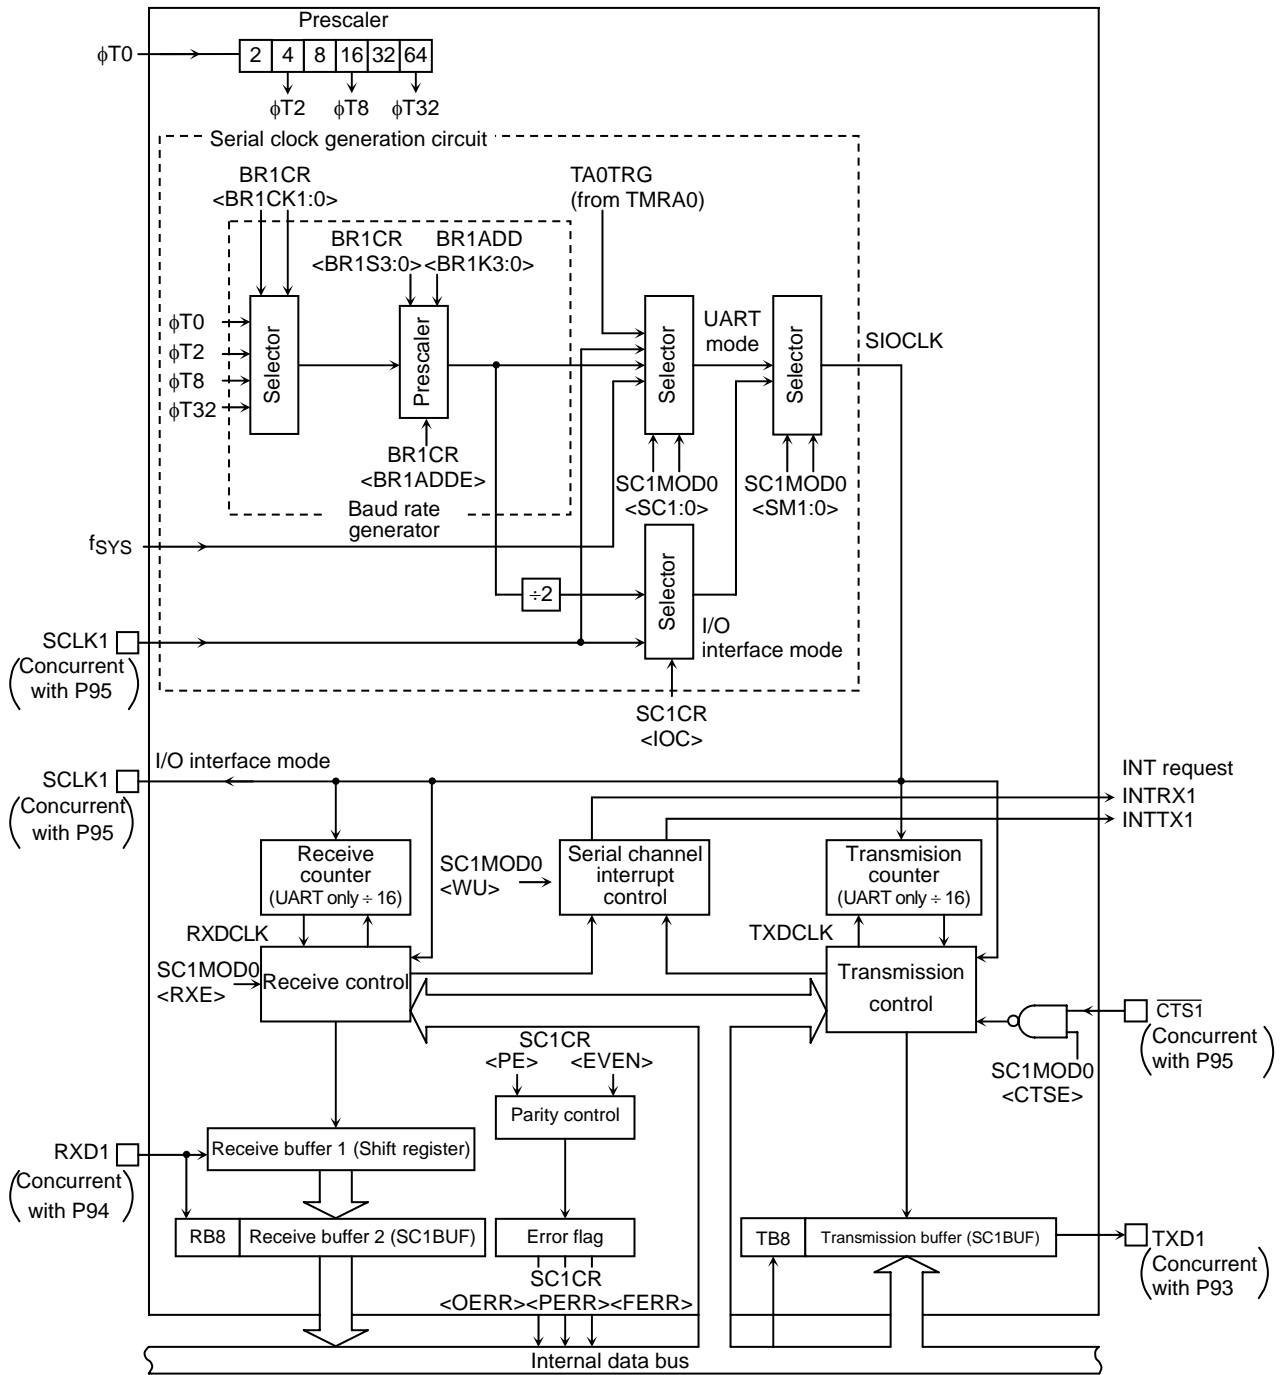 Prescaler
ϕT0
2 4 8 16 32 64
ϕT2 ϕT8 ϕT32
Serial clock generation circuit
BR1CR
<BR1CK1:0>
TA0TRG
(from TMRA0)
BR1CR
<BR1S3:0>
BR1ADD
<BR1K3:0>
ϕT0
ϕT2
ϕT8
ϕT32
Selector
Prescaler
Selector
UART
mode
Selector
SIOCLK
BR1CR
<BR1ADDE>
SC1MOD0
<SC1:0>
SC1MOD0
<SM1:0>
Baud rate
generator
fSYS
÷2
Selector
I/O
interface mode
SCLK1
(Concurrent
with P95)
SC1CR
<IOC>
I/O interface mode
SCLK1
(Concurrent
with P95)
INT request
INTRX1
INTTX1
Receive
counter
(UART only ÷ 16)
SC1MOD0
<WU>
Serial channel
interrupt
control
Transmision
counter
(UART only ÷ 16)
RXDCLK
TXDCLK
SC1MOD0
<RXE>
Receive control
Transmission
control
CTS1
(Concurrent
with P95)
SC1MOD0
<CTSE>
SC1CR
<PE> <EVEN>
Parity control
RXD1
(Concurrent
with P94)
Receive buffer 1 (Shift register)
RB8
Receive buffer 2 (SC1BUF)
Error flag
TB8
Transmission buffer (SC1BUF)
TXD1
(Concurrent
with P93)
SC1CR
<OERR><PERR><FERR>
Internal data bus